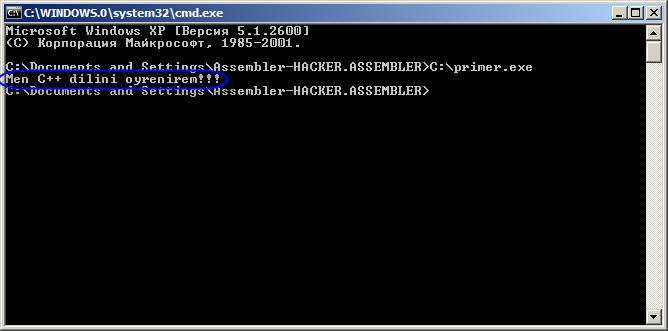 C:\WINDOWS.0\system32\cmd.exe
Microsoft Windows XP [Версия 5.1.2600]
(C) Корпорация Майкрософт, 1985-2001.
C:\Documents and Settings\Assembler-HACKER.ASSEMBLER>C:\primer.exe
Men C++ dilini oyrenirem!!!
C:\Documents and Settings\Assembler-HACKER.ASSEMBLER>